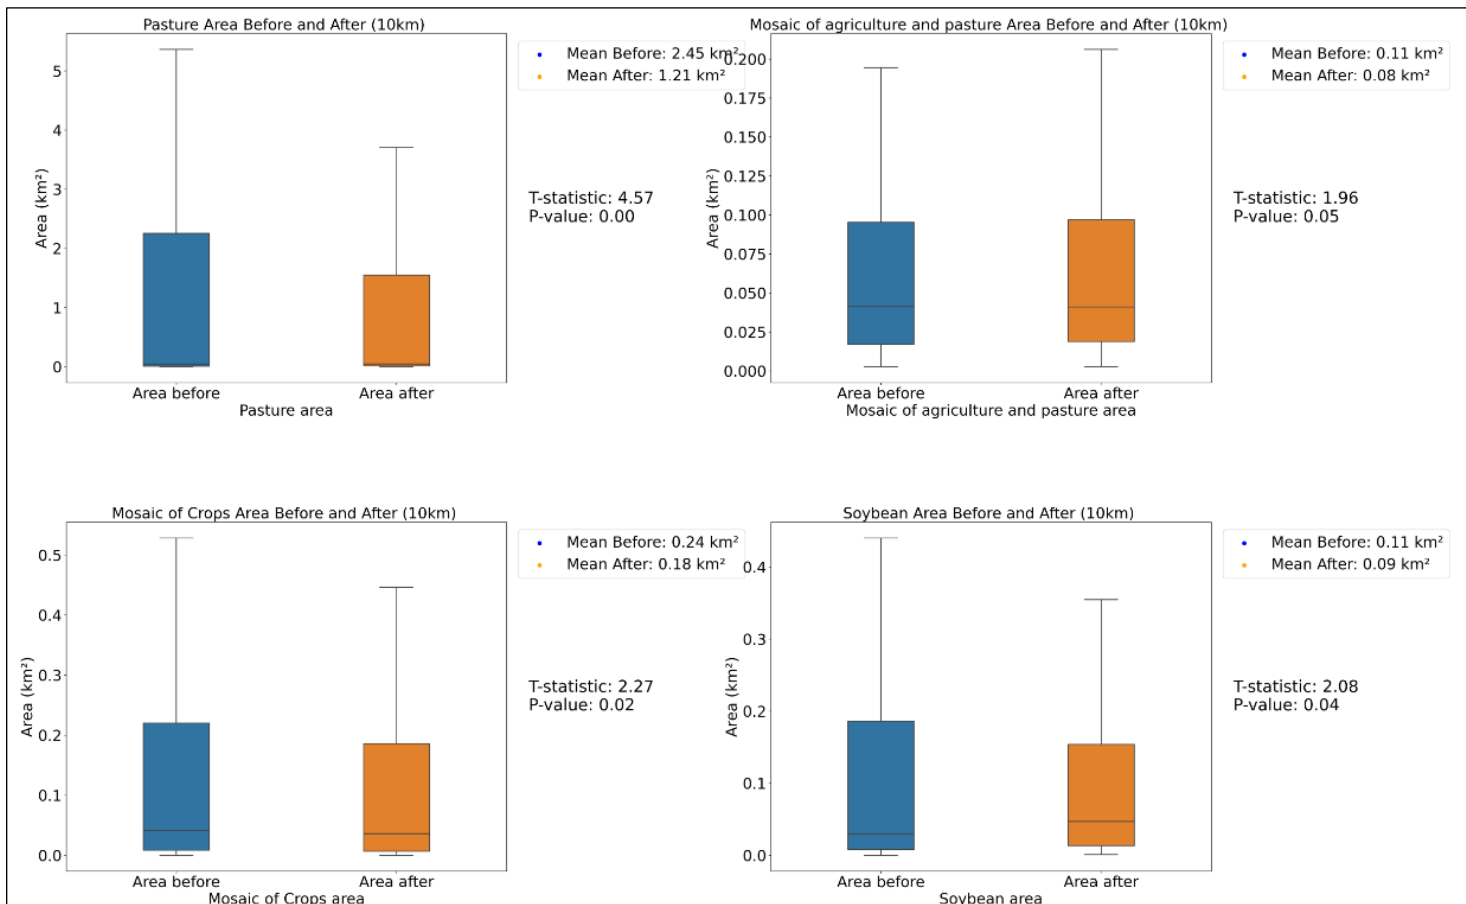 Pasture Area Before and After (10km)
Mean Before: 2.45 km²
Mean After: 1.21 km²
T-statistic: 4.57
P-value: 0.00
Area (km²)
5
4
3
2
1
0
Area before
Area after
Pasture area
Mosaic of agriculture and pasture Area Before and After (10km)
Mean Before: 0.11 km²
Mean After: 0.08 km²
T-statistic: 1.96
P-value: 0.05
Area (km²)
0.200
0.175
0.150
0.125
0.100
0.075
0.050
0.025
0.000
Area before
Area after
Mosaic of agriculture and pasture area
Mosaic of Crops Area Before and After (10km)
Mean Before: 0.24 km²
Mean After: 0.18 km²
T-statistic: 2.27
P-value: 0.02
Area (km²)
0.5
0.4
0.3
0.2
0.1
0.0
Area before
Area after
Mosaic of Crops area
Soybean Area Before and After (10km)
Mean Before: 0.11 km²
Mean After: 0.09 km²
T-statistic: 2.08
P-value: 0.04
Area (km²)
0.4
0.3
0.2
0.1
0.0
Area before
Area after
Soybean area